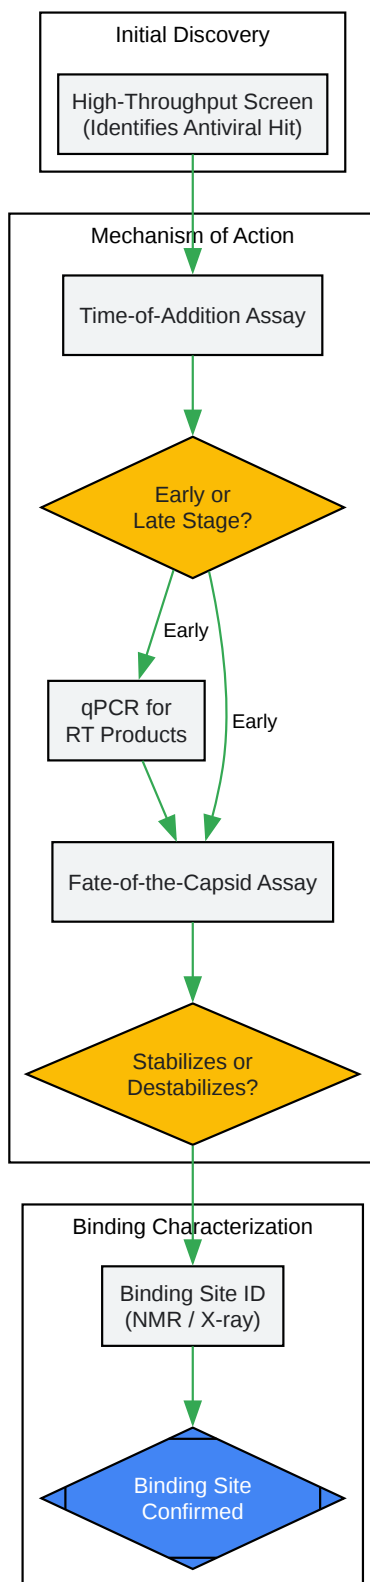 Initial Discovery
High-Throughput Screen
(Identifies Antiviral Hit)
Mechanism of Action
Time-of-Addition Assay
Early or
Late Stage?
Early
qPCR for
RT Products
Early
Fate-of-the-Capsid Assay
Stabilizes or
Destabilizes?
Binding Characterization
Binding Site ID
(NMR / X-ray)
Binding Site
Confirmed